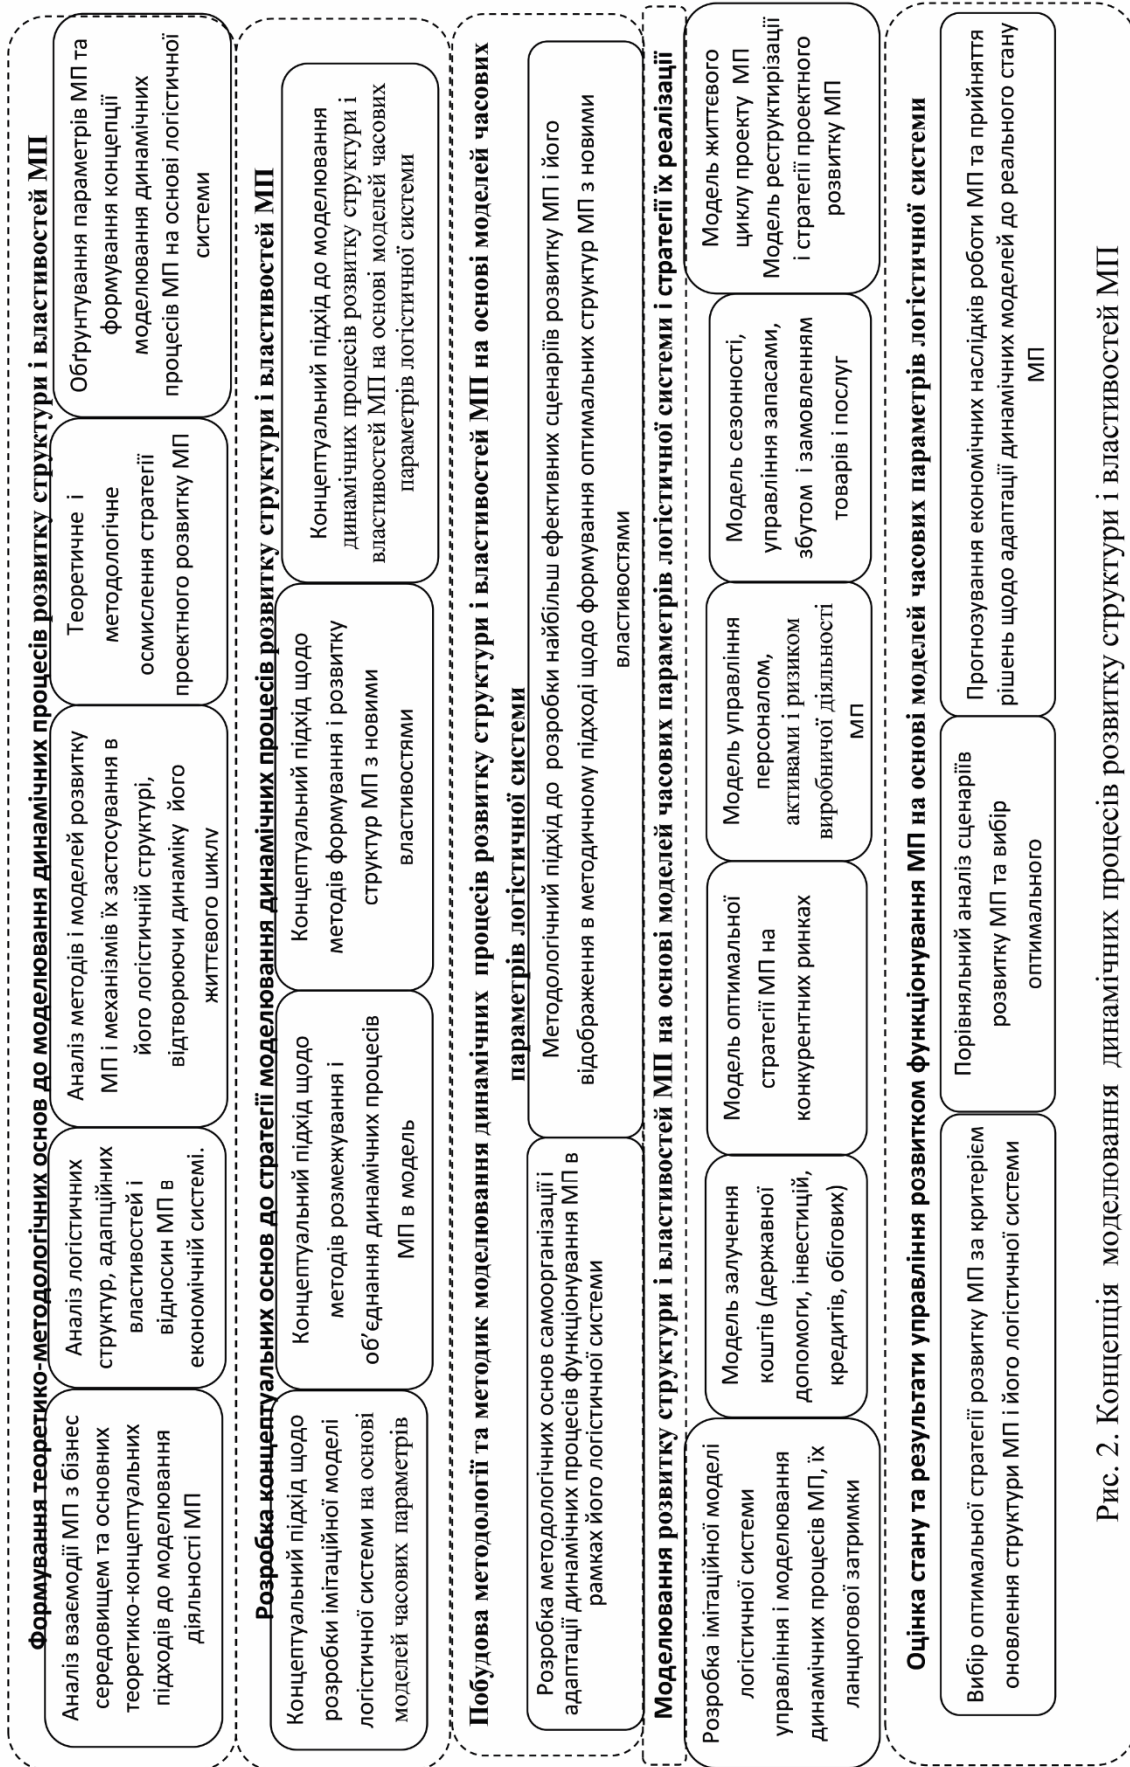 Формування теоретико-методологічних основ до моделювання динамічних процесів розвитку структури і властивостей МП
Аналіз взаємодії МП з бізнес
середовищем та основних
теоретико-концептуальних
підходів до моделювання
діяльності МП
Аналіз логістичних
структур, адапційних
властивостей і
відносин МП в
економічній системі.
Аналіз методів і моделей розвитку
МП і механізмів їх застосування в
його логістичній структурі,
відтворюючи динаміку його
життєвого циклу
Теоретичне і
методологічне
осмислення стратегії
проектного розвитку МП
Обґрунтування параметрів МП та
формування концепції
моделювання динамічних
процесів МП на основі логістичної
системи
Розробка концептуальних основ до стратегії моделювання динамічних процесів розвитку структури і властивостей МП
Концептуальний підхід щодо
розробки імітаційної моделі
логістичної системи на основі
моделей часових параметрів
Концептуальний підхід щодо
методів розмежування і
об'єднання динамічних процесів
МП в модель
Концептуальний підхід щодо
методів формування і розвитку
структур МП з новими
властивостями
Концептуальний підхід до моделювання
динамічних процесів розвитку структури і
властивостей МП на основі моделей часових
параметрів логістичної системи
Побудова методології та методик моделювання динамічних процесів розвитку структури і властивостей МП на основі моделей часових
параметрів логістичної системи
Розробка методологічних основ самоорганізації і
адаптації динамічних процесів функціонування МП в
рамках його логістичної системи
Методологічний підхід до розробки найбільш ефективних сценаріїв розвитку МП і його
відображення в методичному підході щодо формування оптимальних структур МП з новими
властивостями
Моделювання розвитку структури і властивостей МП на основі моделей часових параметрів логістичної системи і стратегії їх реалізації
Розробка імітаційної моделі
логістичної системи
управління і моделювання
динамічних процесів МП, їх
ланцюгової затримки
Модель залучення
коштів (державної
допомоги, інвестицій,
кредитів, обігових)
Модель оптимальної
стратегії МП на
конкурентних ринках
Модель управління
персоналом,
активами і ризиком
виробничої діяльності
МП
Модель сезонності,
управління запасами,
збутом і замовленням
товарів і послуг
Модель життєвого
циклу проекту МП
Модель реструктирізації
і стратегії проектного
розвитку МП
Оцінка стану та результати управління розвитком функціонування МП на основі моделей часових параметрів логістичної системи
Вибір оптимальної стратегії розвитку МП за критерієм
оновлення структури МП і його логістичної системи
Порівняльний аналіз сценаріїв
розвитку МП та вибір
оптимального
Прогнозування економічних наслідків роботи МП та прийняття
рішень щодо адаптації динамічних моделей до реального стану
МП
Рис. 2. Концепція моделювання динамічних процесів розвитку структури і властивостей МП